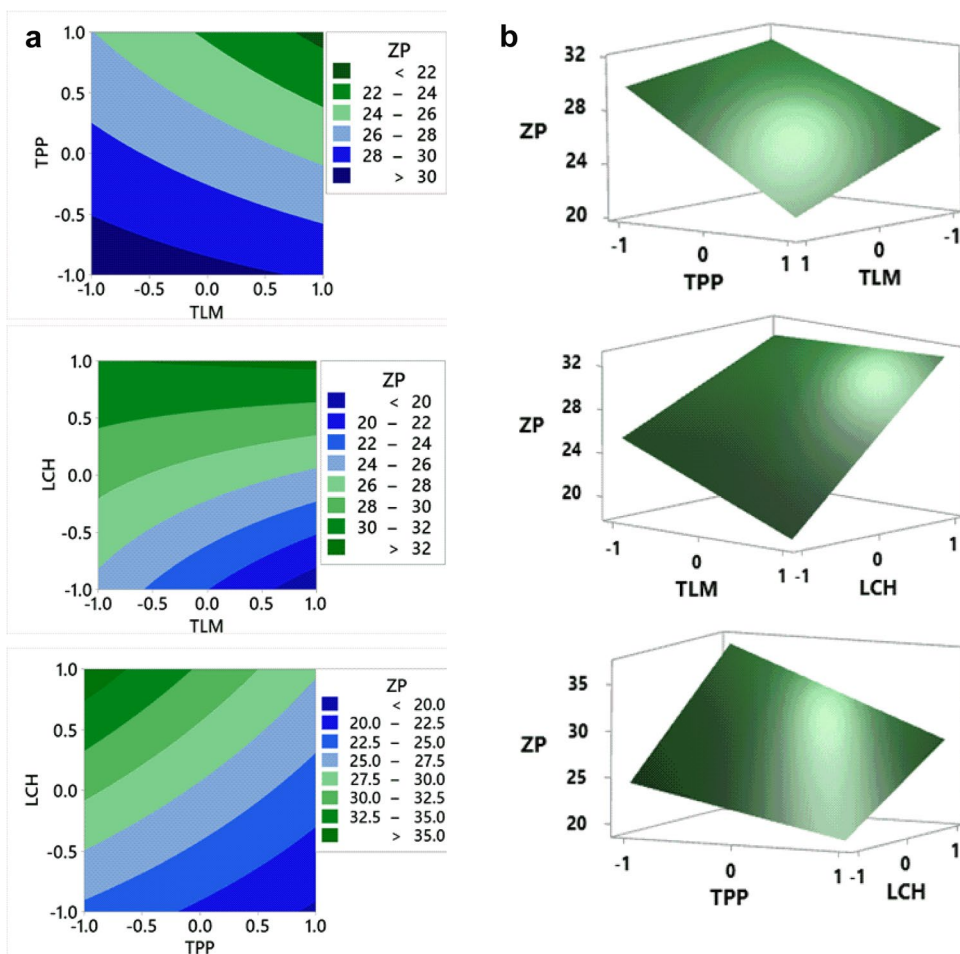 a
ZP
< 22
22 – 24
24 – 26
26 – 28
28 – 30
> 30
1.0
0.5
0.0
-0.5
-1.0
TPP
-1.0 -0.5 0.0 0.5 1.0
TLM
ZP
< 20
20 – 22
22 – 24
24 – 26
26 – 28
28 – 30
30 – 32
> 32
1.0
0.5
0.0
-0.5
-1.0
LCH
-1.0 -0.5 0.0 0.5 1.0
TLM
ZP
< 20.0
20.0 – 22.5
22.5 – 25.0
25.0 – 27.5
27.5 – 30.0
30.0 – 32.5
32.5 – 35.0
> 35.0
1.0
0.5
0.0
-0.5
-1.0
LCH
-1.0 -0.5 0.0 0.5 1.0
TPP
b
32
28
24
20
ZP
-1 0 1
TPP
1 0 -1
TLM
32
28
24
20
ZP
-1 0 1
TLM
-1 0 1
LCH
35
30
25
20
ZP
-1 0 1
TPP
-1 0 1
LCH